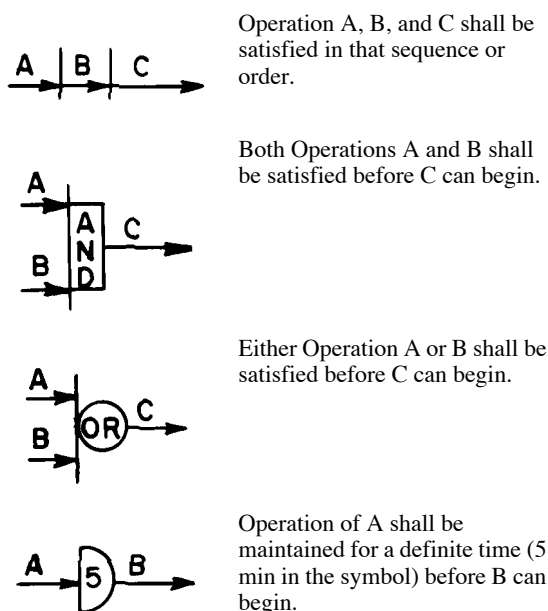 A B C
Operation A, B, and C shall be
satisfied in that sequence or
order.
A
B
AND
C
Both Operations A and B shall
be satisfied before C can begin.
A
B
OR
C
Either Operation A or B shall be
satisfied before C can begin.
A 5 B
Operation of A shall be
maintained for a definite time (5
min in the symbol) before B can
begin.